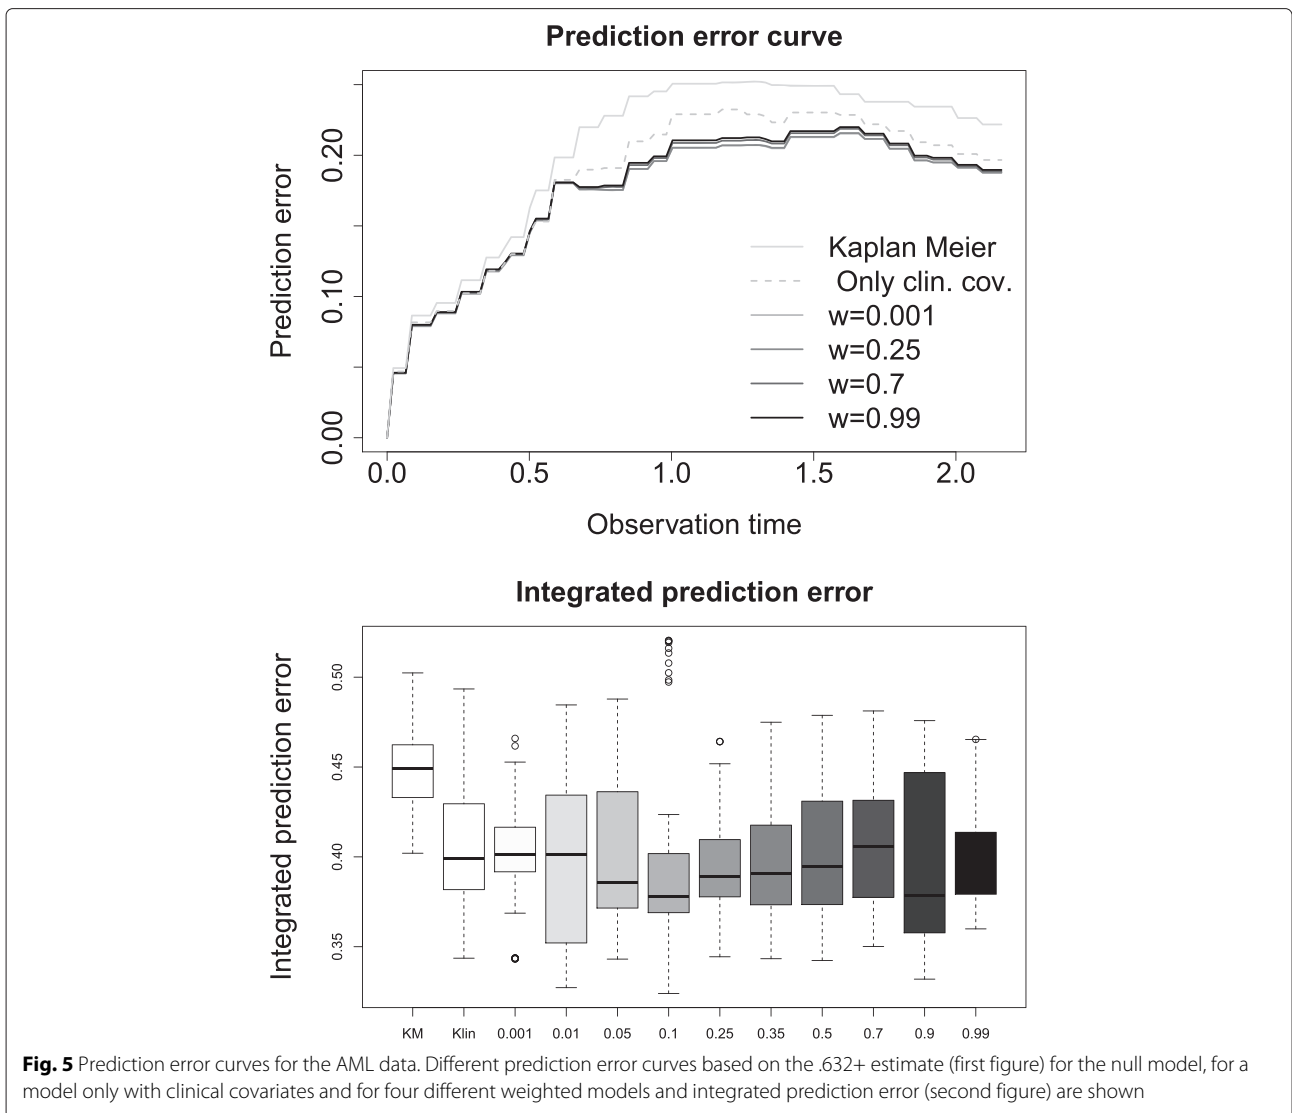 Prediction error curve
Prediction error
0.00 0.10 0.20
Kaplan Meier
Only clin. cov.
w=0.001
w=0.25
w=0.7
w=0.99
0.0 0.5 1.0 1.5 2.0
Observation time
Integrated prediction error
Integrated prediction error
0.35 0.40 0.45 0.50
KM Klin 0.001 0.01 0.05 0.1 0.25 0.35 0.5 0.7 0.9 0.99
Fig. 5 Prediction error curves for the AML data. Different prediction error curves based on the .632+ estimate (first figure) for the null model, for a
model only with clinical covariates and for four different weighted models and integrated prediction error (second figure) are shown